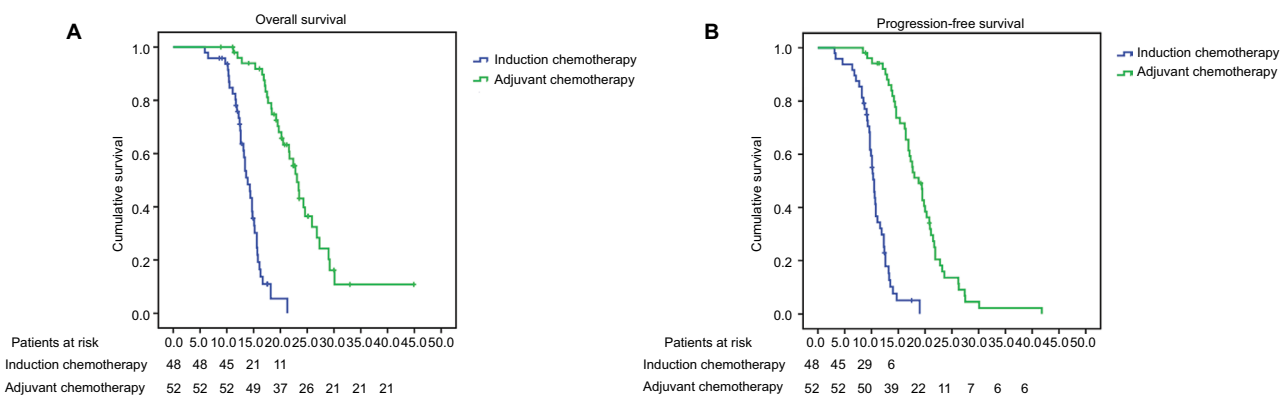 A
Overall survival
Cumulative survival
1.0
0.8
0.6
0.4
0.2
0.0
Induction chemotherapy
Adjuvant chemotherapy
Patients at risk
0.0 5.0 10.0 15.0 20.0 25.0 30.0 35.0 40.0 45.0 50.0
Induction chemotherapy 48 48 45 21 11
Adjuvant chemotherapy 52 52 52 49 37 26 21 21 21
B
Progression-free survival
Cumulative survival
1.0
0.8
0.6
0.4
0.2
0.0
Induction chemotherapy
Adjuvant chemotherapy
Patients at risk
0.0 5.0 10.0 15.0 20.0 25.0 30.0 35.0 40.0 45.0 50.0
Induction chemotherapy 48 45 29 6
Adjuvant chemotherapy 52 52 50 39 22 11 7 6 6